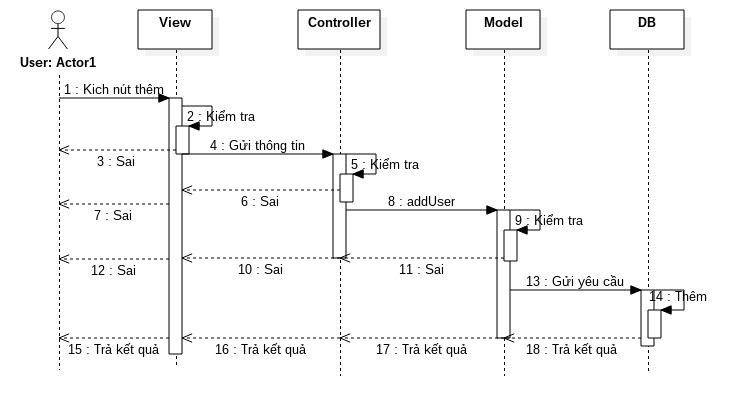 View
Controller
Model
DB
User: Actor1
1 : Kich nút thêm
2 : Kiểm tra
3 : Sai
4 : Gửi thông tin
5 : Kiểm tra
6 : Sai
7 : Sai
8 : addUser
9 : Kiểm tra
10 : Sai
11 : Sai
12 : Sai
13 : Gửi yêu cầu
14 : Thêm
15 : Trả kết quả
16 : Trả kết quả
17 : Trả kết quả
18 : Trả kết quả